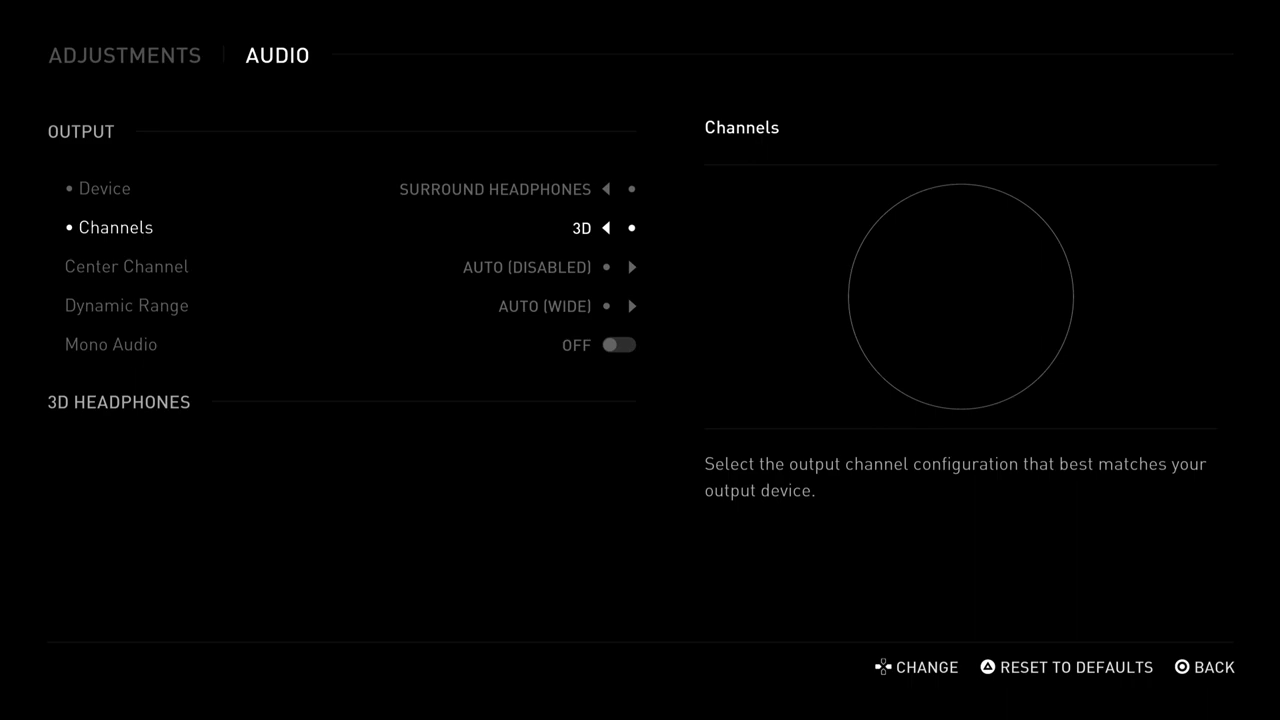 ADJUSTMENTS AUDIO
OUTPUT
• Device SURROUND HEADPHONES
• Channels 3D
Center Channel AUTO (DISABLED)
Dynamic Range AUTO (WIDE)
Mono Audio OFF
3D HEADPHONES
Channels
Select the output channel configuration that best matches your
output device.
CHANGE RESET TO DEFAULTS BACK